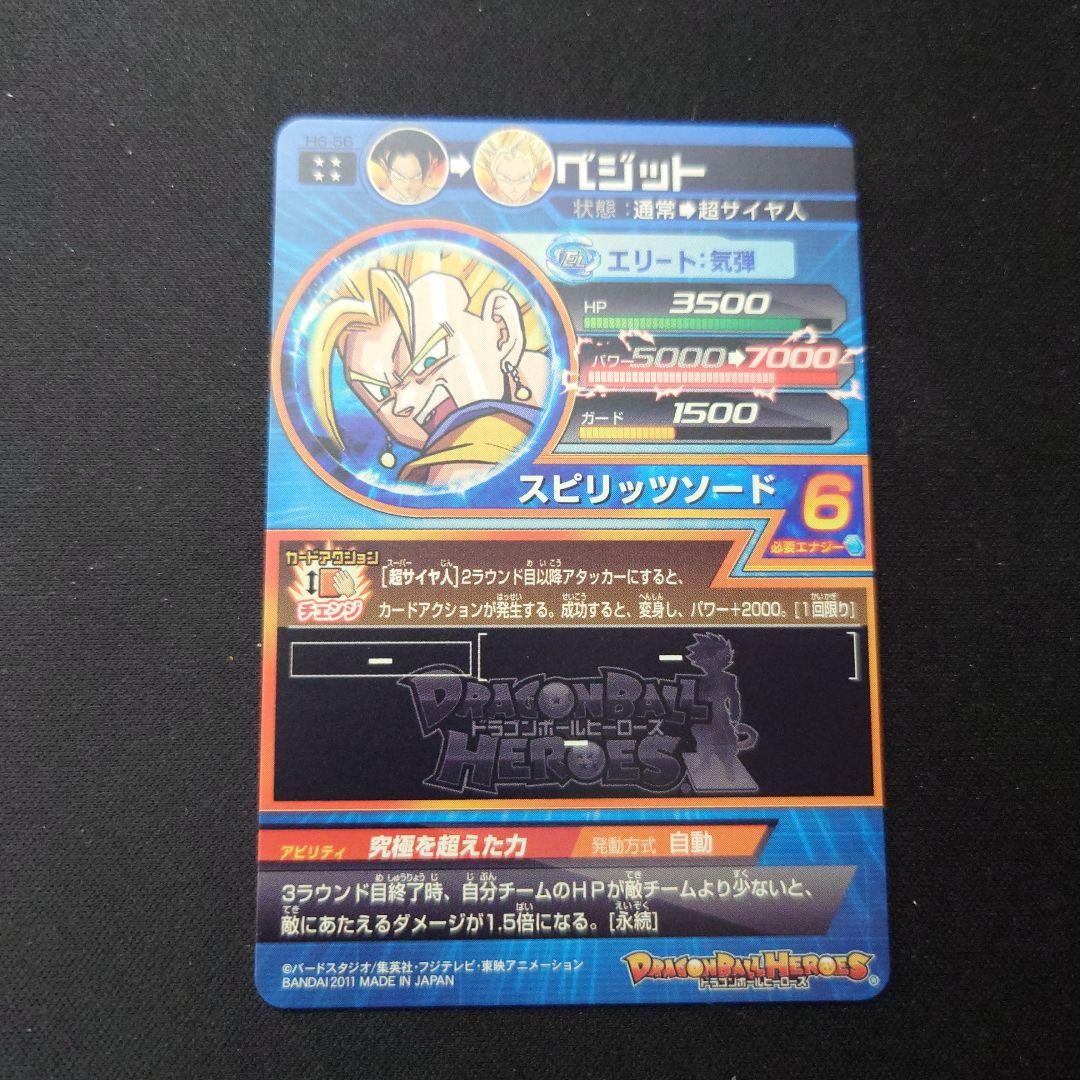 H6-56
★★
★★
ベジット
状態:通常➡超サイヤ人
エリート:気弾
HP 3500
パワー 5000➡7000
ガード 1500
スピリッツソード
6
必要エナジー
カードアクション
チェンジ
[超サイヤ人]2ラウンド目以降アタッカーにすると、
カードアクションが発生する。成功すると、変身し、パワー+2000。[1回限り]
DRAGONBALL
ドラゴンボールヒーローズ
HEROES
アビリティ 究極を超えた力 発動方式 自動
3ラウンド目終了時、自分チームのHPが敵チームより少ないと、
敵にあたえるダメージが1.5倍になる。[永続]
©バードスタジオ/集英社・フジテレビ・東映アニメーション
BANDAI 2011 MADE IN JAPAN
DRAGONBALL HEROES
ドラゴンボールヒーローズ